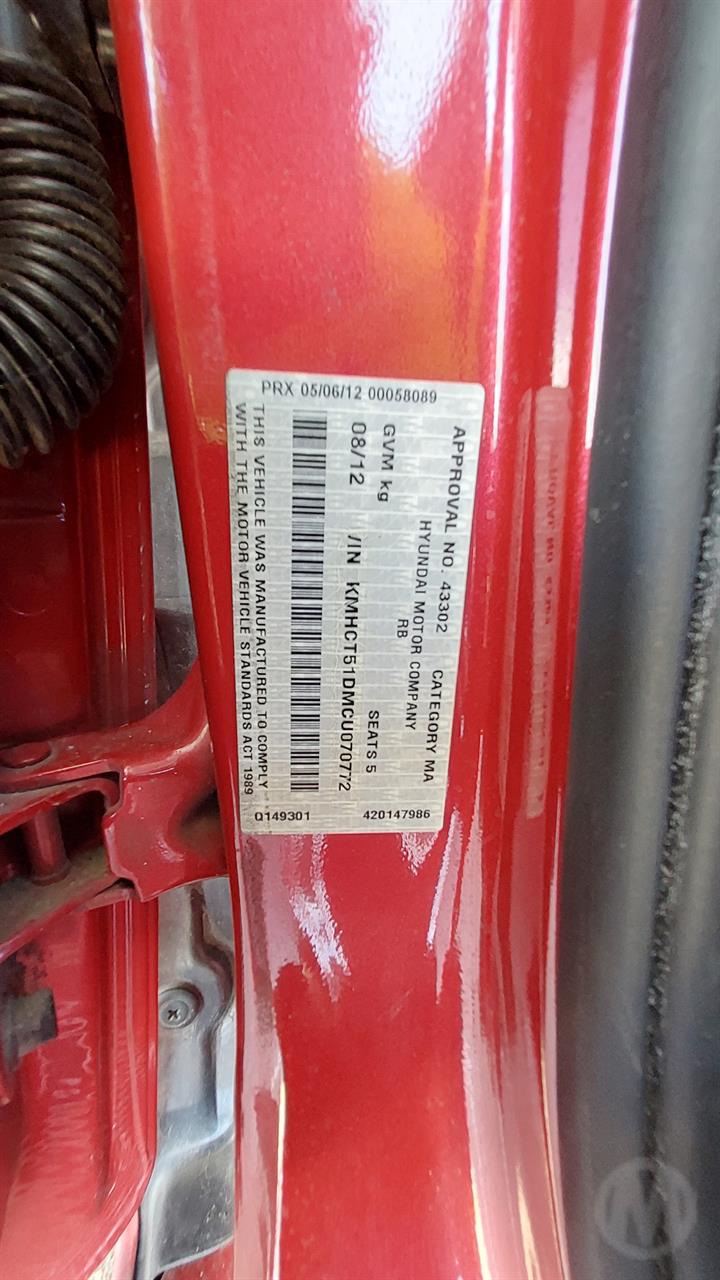 PRX 05/06/12 00058089
APPROVAL NO. 43302 CATEGORY MA
HYUNDAI MOTOR COMPANY
RB
GVM kg SEATS 5
08/12 VIN KMHCT51DMCU070772
THIS VEHICLE WAS MANUFACTURED TO COMPLY
WITH THE MOTOR VEHICLE STANDARDS ACT 1989
Q149301 420147986
M